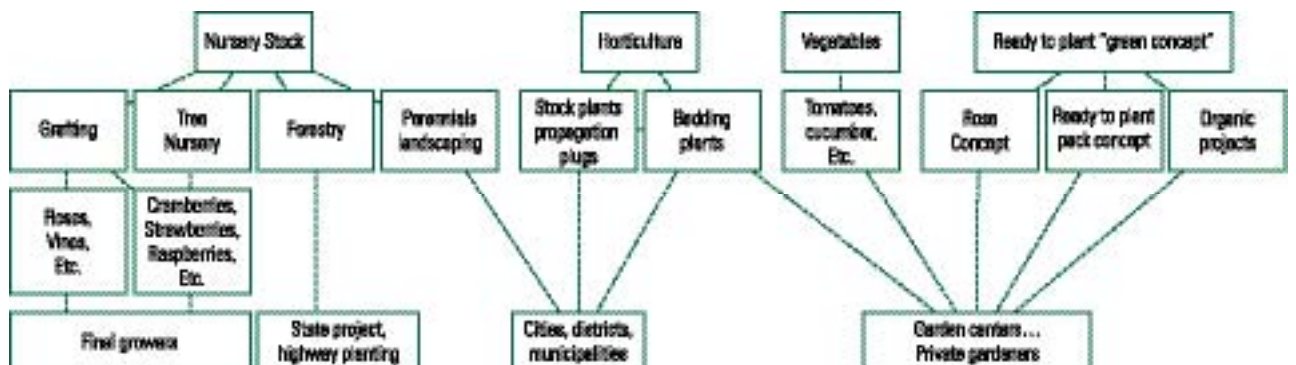 Nursery Stock
Horticulture
Vegetables
Ready to plant "green concept"
Grafting
Tree
Nursery
Forestry
Perennials
landscaping
Stock plants
propagation
plugs
Bedding
plants
Tomatoes,
cucumber,
Etc.
Rose
Concept
Ready to plant
pack concept
Organic
projects
Roses,
Vines,
Etc.
Cramberries,
Strewberries,
Raspberries,
Etc.
Final growers
State project,
highway planting
Cities, districts,
municipalities
Garden centers…
Private gardeners